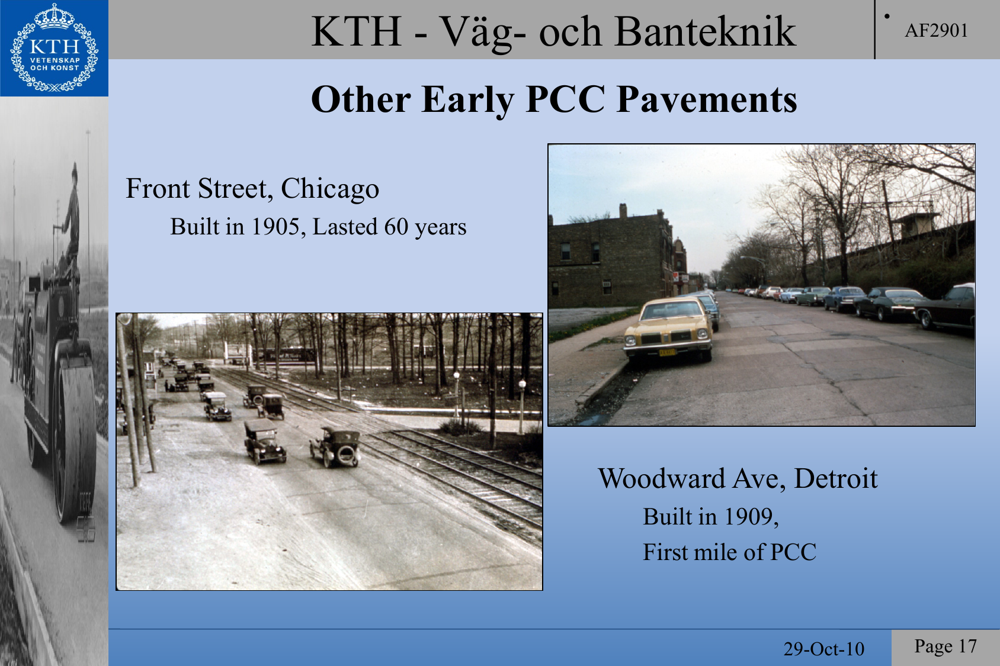 KTH
VETENSKAP
OCH KONST
KTH - Väg- och Banteknik
• AF2901
Other Early PCC Pavements
Front Street, Chicago
Built in 1905, Lasted 60 years
Woodward Ave, Detroit
Built in 1909,
First mile of PCC
29-Oct-10
Page 17